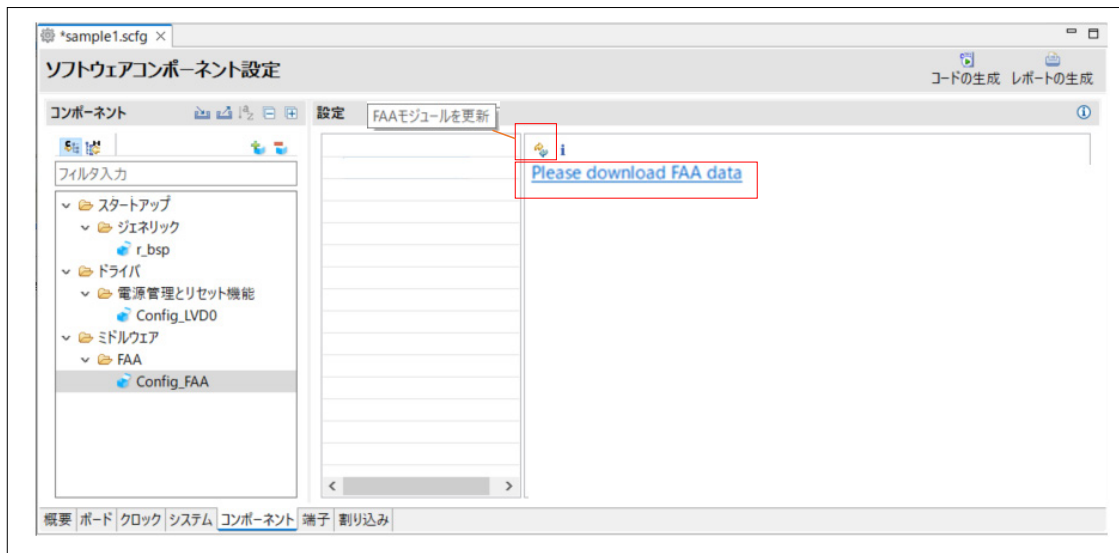 *sample1.scfg
ソフトウェアコンポーネント設定
コードの生成 レポートの生成
コンポーネント
設定
FAAモジュールを更新
フィルタ入力
Please download FAA data
スタートアップ
ジェネリック
r_bsp
ドライバ
電源管理とリセット機能
Config_LVD0
ミドルウェア
FAA
Config_FAA
概要 ボード クロック システム コンポーネント 端子 割り込み